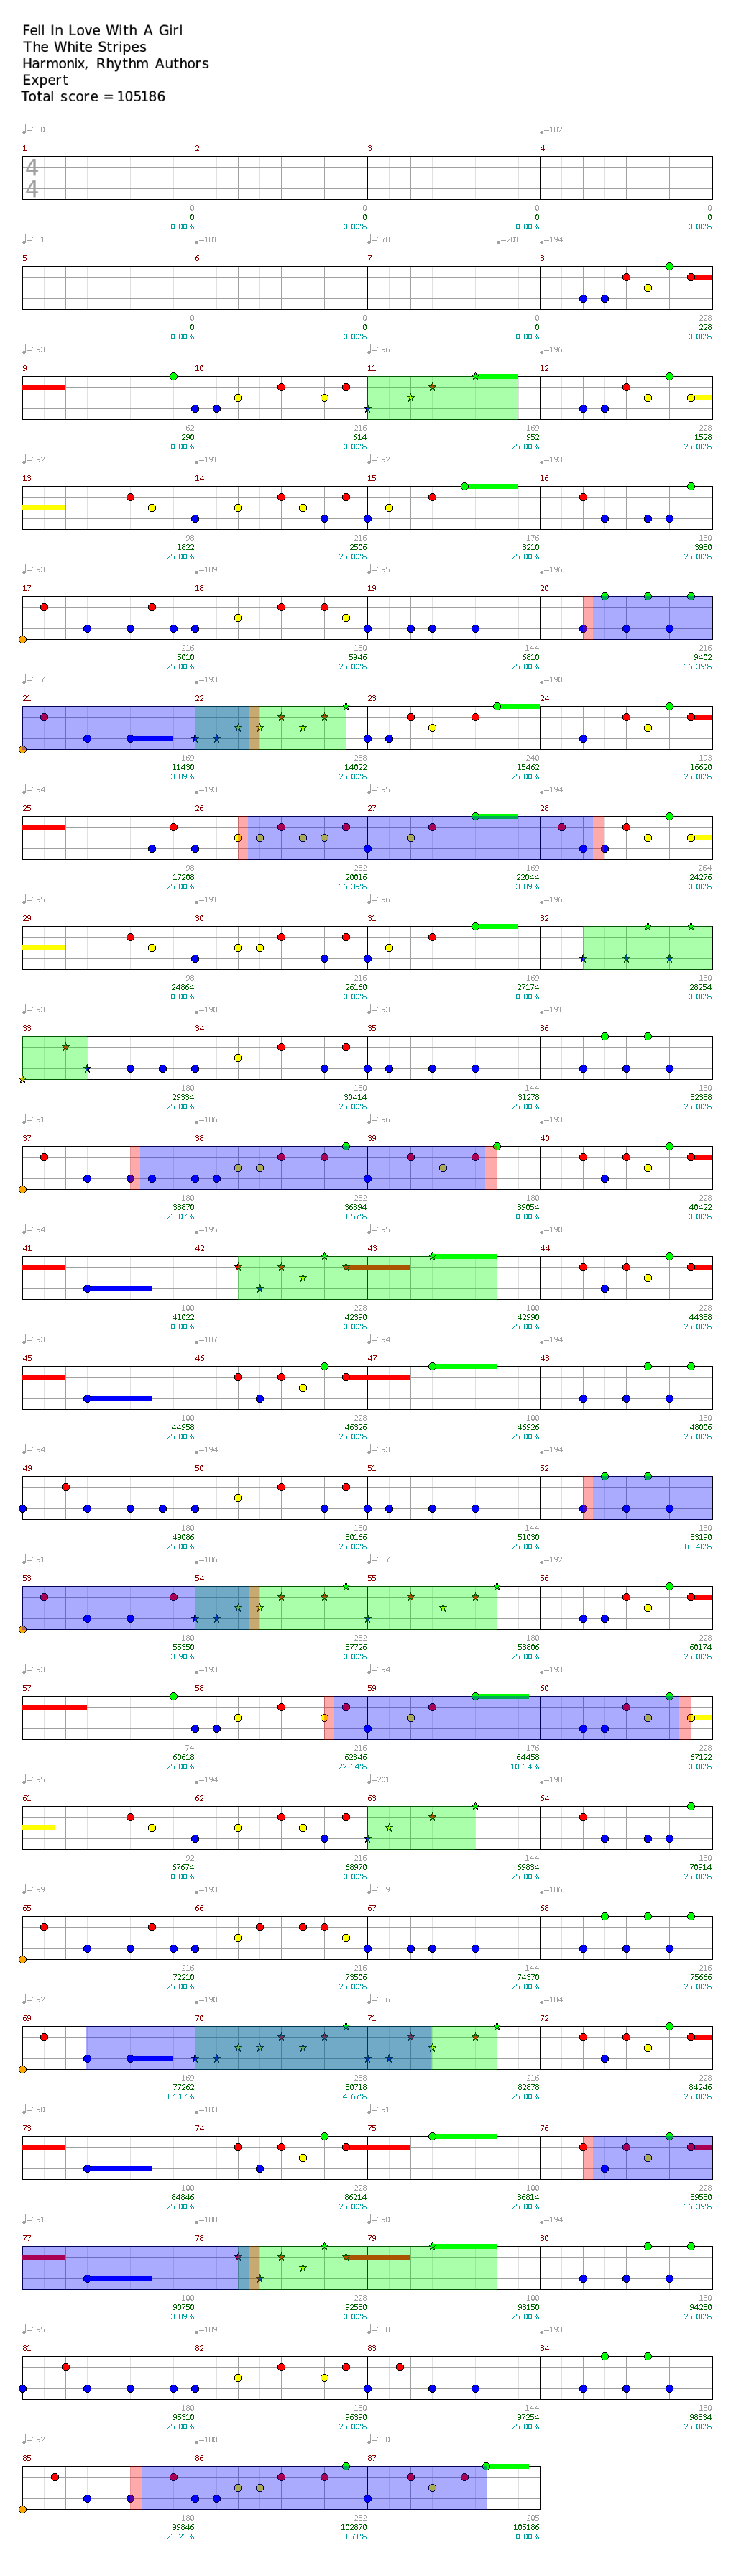 Fell In Love With A Girl
The White Stripes
Harmonix, Rhythm Authors
Expert
Total score = 105186
♩=180 ♩=182
1 2 3 4
4
4
0 0 0 0
0 0 0 0
0.00% 0.00% 0.00% 0.00%
♩=181 ♩=181 ♩=178 ♩=201 ♩=194
5 6 7 8
0 0 0 228
0 0 0 228
0.00% 0.00% 0.00% 0.00%
♩=193 ♩=196 ♩=196
9 10 11 12
62 216 169 228
290 614 952 1528
0.00% 0.00% 25.00% 25.00%
♩=192 ♩=191 ♩=192 ♩=193
13 14 15 16
98 216 176 180
1822 2506 3210 3930
25.00% 25.00% 25.00% 25.00%
♩=193 ♩=189 ♩=195 ♩=196
17 18 19 20
216 180 144 216
5010 5946 6810 9402
25.00% 25.00% 25.00% 16.39%
♩=187 ♩=193 ♩=190
21 22 23 24
169 288 240 193
11430 14022 15462 16620
3.89% 25.00% 25.00% 25.00%
♩=194 ♩=193 ♩=195 ♩=194
25 26 27 28
98 252 169 264
17208 20016 22044 24276
25.00% 16.39% 3.89% 0.00%
♩=195 ♩=191 ♩=196
29 30 31 32
98 216 169 180
24864 26160 27174 28254
0.00% 0.00% 0.00% 0.00%
♩=193 ♩=190 ♩=193 ♩=191
33 34 35 36
180 180 144 180
29334 30414 31278 32358
25.00% 25.00% 25.00% 25.00%
♩=191 ♩=186 ♩=196 ♩=193
37 38 39 40
180 252 180 228
33870 36894 39054 40422
21.07% 8.57% 0.00% 0.00%
♩=194 ♩=195 ♩=195 ♩=190
41 42 43 44
100 228 100 228
41022 42390 42990 44358
0.00% 0.00% 25.00% 25.00%
♩=193 ♩=187 ♩=194 ♩=194
45 46 47 48
100 228 100 180
44958 46326 46926 48006
25.00% 25.00% 25.00% 25.00%
♩=194 ♩=194 ♩=193 ♩=194
49 50 51 52
180 180 144 180
49086 50166 51030 53190
25.00% 25.00% 25.00% 16.40%
♩=191 ♩=186 ♩=187 ♩=192
53 54 55 56
180 252 180 228
55350 57726 58806 60174
3.90% 0.00% 25.00% 25.00%
♩=193 ♩=193 ♩=194 ♩=193
57 58 59 60
74 216 176 228
60618 62346 64458 67122
25.00% 22.64% 10.14% 0.00%
♩=195 ♩=194 ♩=201 ♩=198
61 62 63 64
92 216 144 180
67674 68970 69834 70914
0.00% 0.00% 25.00% 25.00%
♩=199 ♩=193 ♩=189 ♩=186
65 66 67 68
216 216 144 216
72210 73506 74370 75666
25.00% 25.00% 25.00% 25.00%
♩=192 ♩=190 ♩=186 ♩=184
69 70 71 72
169 288 216 228
77262 80718 82878 84246
17.17% 4.67% 25.00% 25.00%
♩=190 ♩=183 ♩=191
73 74 75 76
100 228 100 228
84846 86214 86814 89550
25.00% 25.00% 25.00% 16.39%
♩=191 ♩=188 ♩=190 ♩=194
77 78 79 80
100 228 100 180
90750 92550 93150 94230
3.89% 0.00% 25.00% 25.00%
♩=195 ♩=189 ♩=188 ♩=193
81 82 83 84
180 180 144 180
95310 96390 97254 98334
25.00% 25.00% 25.00% 25.00%
♩=192 ♩=180 ♩=180
85 86 87
180 252 205
99846 102870 105186
21.21% 8.71% 0.00%